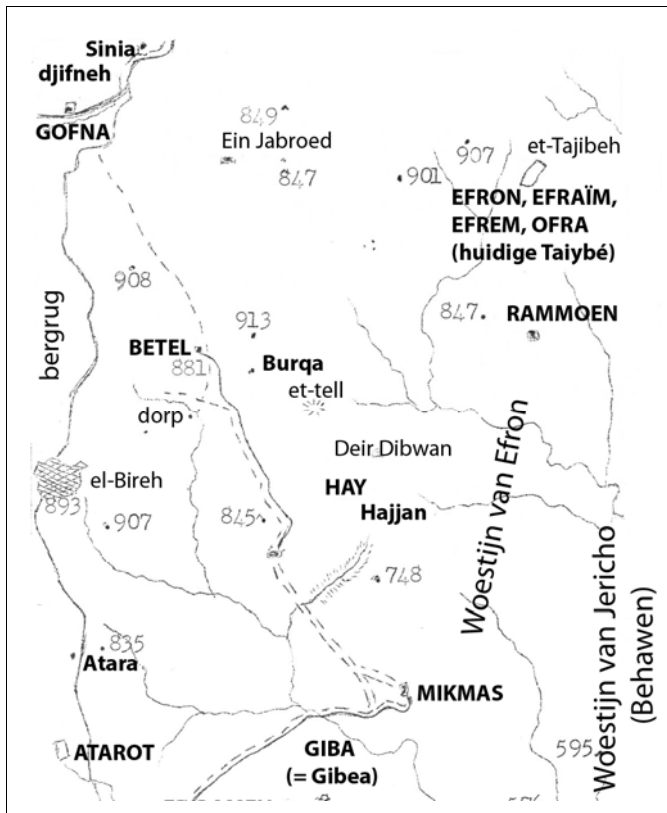 Sinia
djifneh
GOFNA
849
Ein Jabroed
847
901
907
et-Tajibeh
EFRON, EFRAÏM,
EFREM, OFRA
(huidige Taiybé)
bergrug
908
913
BETEL
881
Burqa
et-tell
847
RAMMOEN
dorp
Deir Dibwan
el-Bireh
893
907
845
HAY
Hajjan
748
Woestijn van Efron
Woestijn van Jericho
(Behawen)
835
Atara
MIKMAS
ATAROT
GIBA
(= Gibea)
595